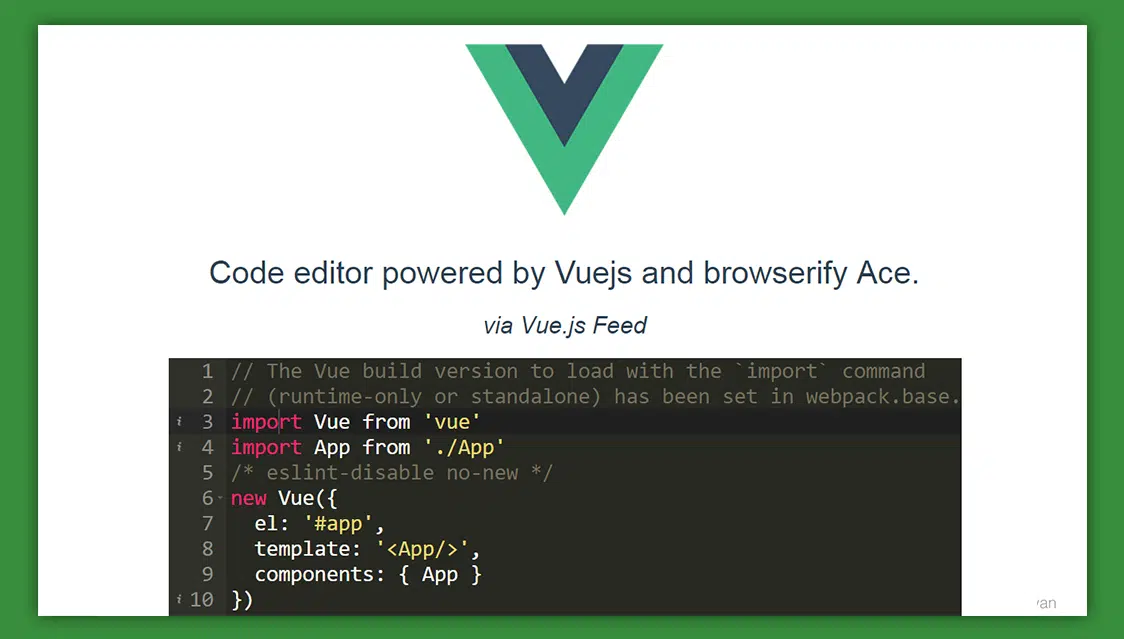 Code editor powered by Vuejs and browserify Ace.
via Vue.js Feed
1 // The Vue build version to load with the `import` command
2 // (runtime-only or standalone) has been set in webpack.base.
i 3 import Vue from 'vue'
i 4 import App from './App'
5 /* eslint-disable no-new */
6 new Vue({
7 el: '#app',
8 template: '<App/>',
9 components: { App }
i 10 })